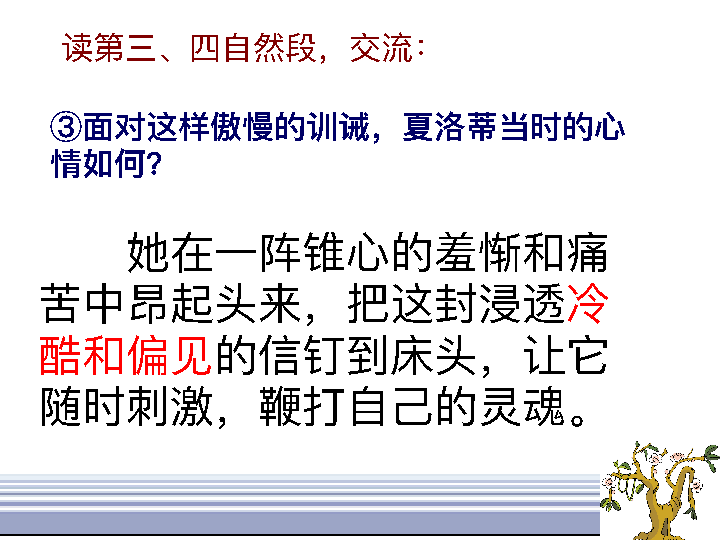 读第三、四自然段，交流：
③面对这样傲慢的训诫，夏洛蒂当时的心
情如何？
她在一阵锥心的羞惭和痛
苦中昂起头来，把这封浸透冷
酷和偏见的信钉到床头，让它
随时刺激，鞭打自己的灵魂。